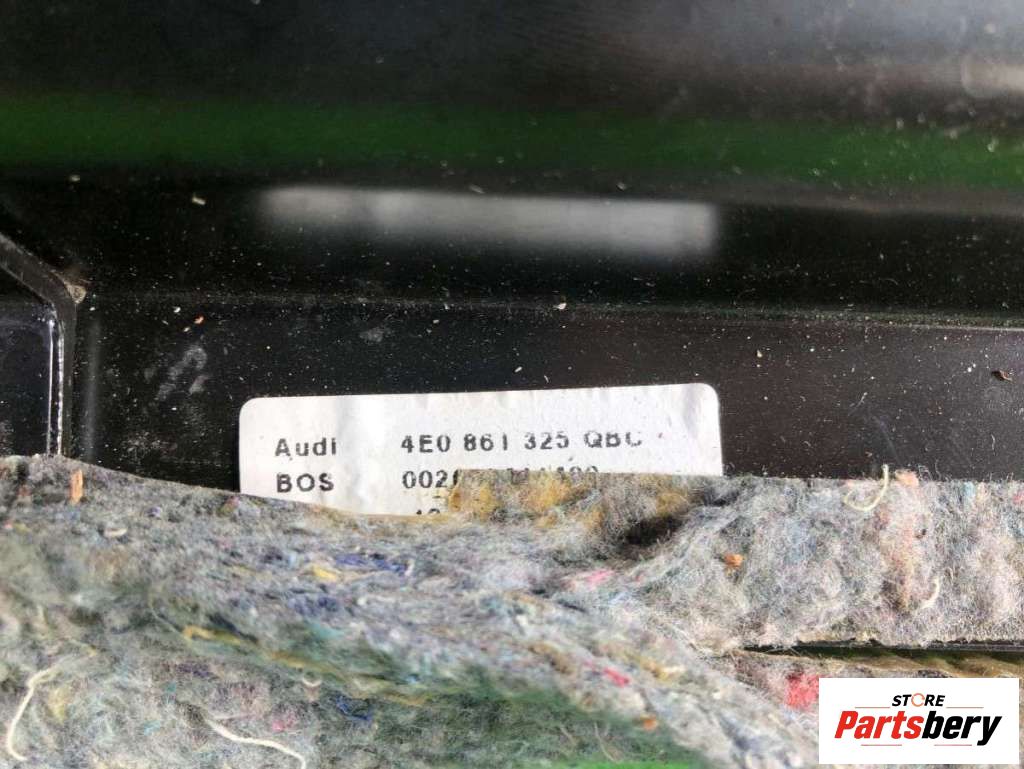 Audi 4E0 861 325 QBC
BOS
STORE
Partsbery